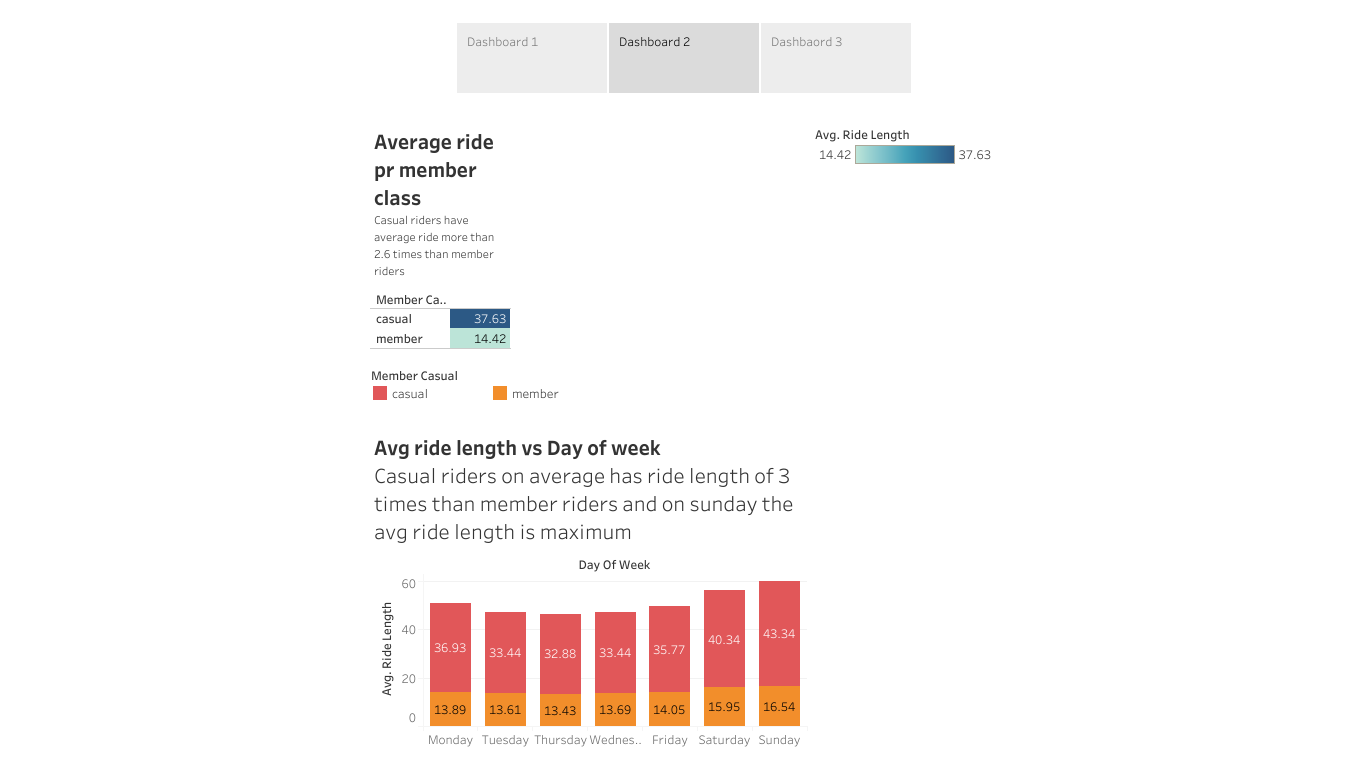 Dashboard 1
Dashboard 2
Dashbaord 3
Average ride
pr member
class
Casual riders have
average ride more than
2.6 times than member
riders
Avg. Ride Length
14.42 37.63
Member Ca..
casual 37.63
member 14.42
Member Casual
casual member
Avg ride length vs Day of week
Casual riders on average has ride length of 3
times than member riders and on sunday the
avg ride length is maximum
Day Of Week
Avg. Ride Length
60
40
20
0
36.93 33.44 32.88 33.44 35.77 40.34 43.34
13.89 13.61 13.43 13.69 14.05 15.95 16.54
Monday Tuesday Thursday Wednes.. Friday Saturday Sunday